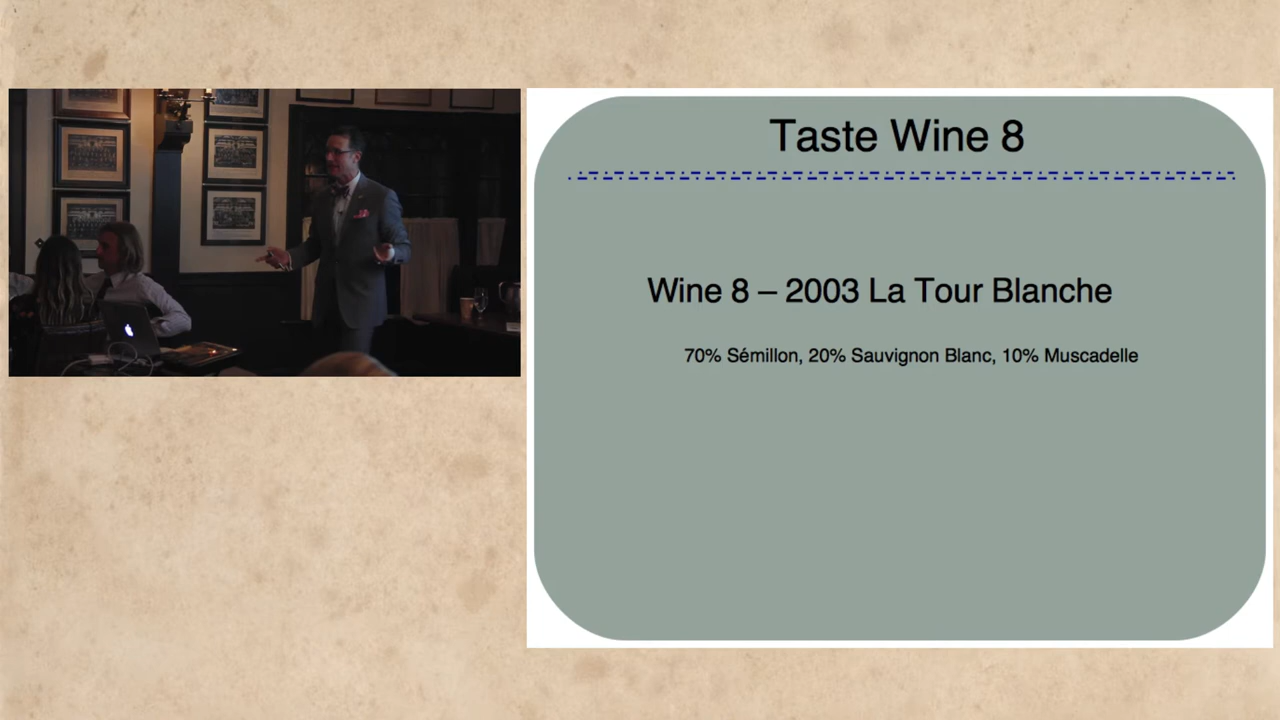 Taste Wine 8
Wine 8 – 2003 La Tour Blanche
70% Sémillon, 20% Sauvignon Blanc, 10% Muscadelle